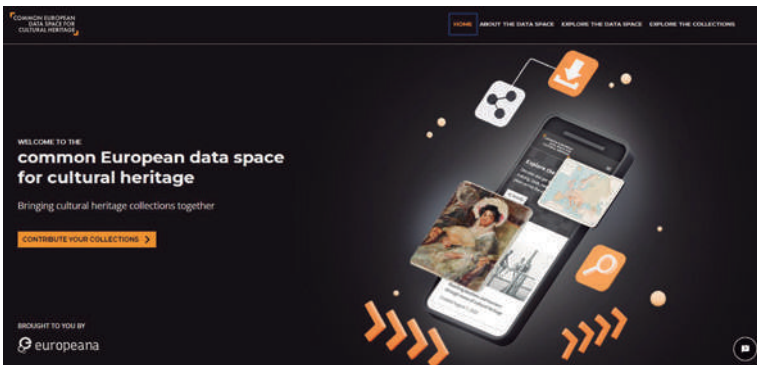 COMMON EUROPEAN
DATA SPACE FOR
CULTURAL HERITAGE
HOME ABOUT THE DATA SPACE EXPLORE THE DATA SPACE EXPLORE THE COLLECTIONS
WELCOME TO THE
common European data space
for cultural heritage
Bringing cultural heritage collections together
CONTRIBUTE YOUR COLLECTIONS
BROUGHT TO YOU BY
europeana
Explore the